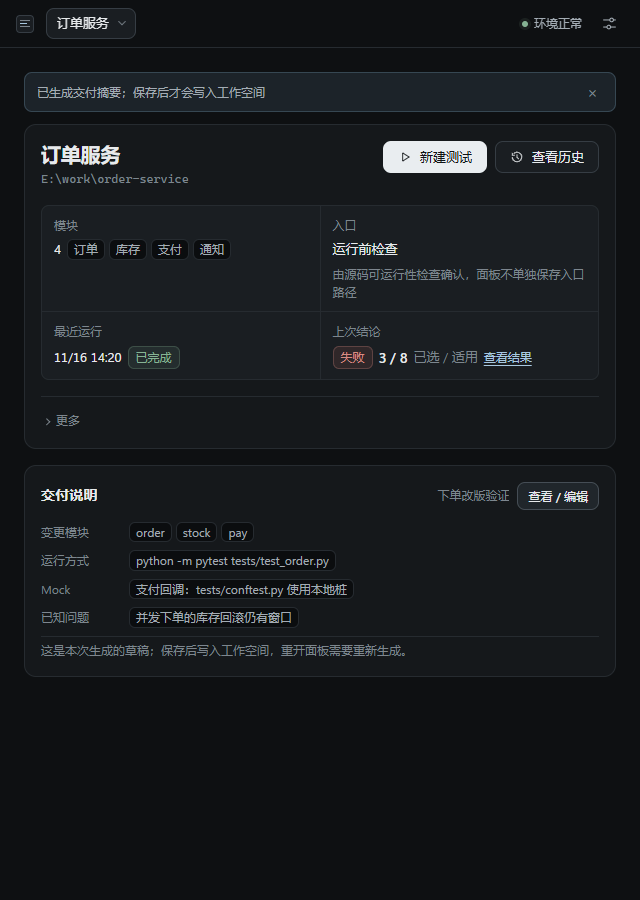 订单服务
环境正常
已生成交付摘要；保存后才会写入工作空间
订单服务
E:\work\order-service
新建测试
查看历史
模块
4 订单 库存 支付 通知
入口
运行前检查
由源码可运行性检查确认，面板不单独保存入口
路径
最近运行
11/16 14:20 已完成
上次结论
失败 3 / 8 已选 / 适用 查看结果
更多
交付说明
下单改版验证 查看 / 编辑
变更模块 order stock pay
运行方式 python -m pytest tests/test_order.py
Mock 支付回调：tests/conftest.py 使用本地桩
已知问题 并发下单的库存回滚仍有窗口
这是本次生成的草稿；保存后写入工作空间，重开面板需要重新生成。